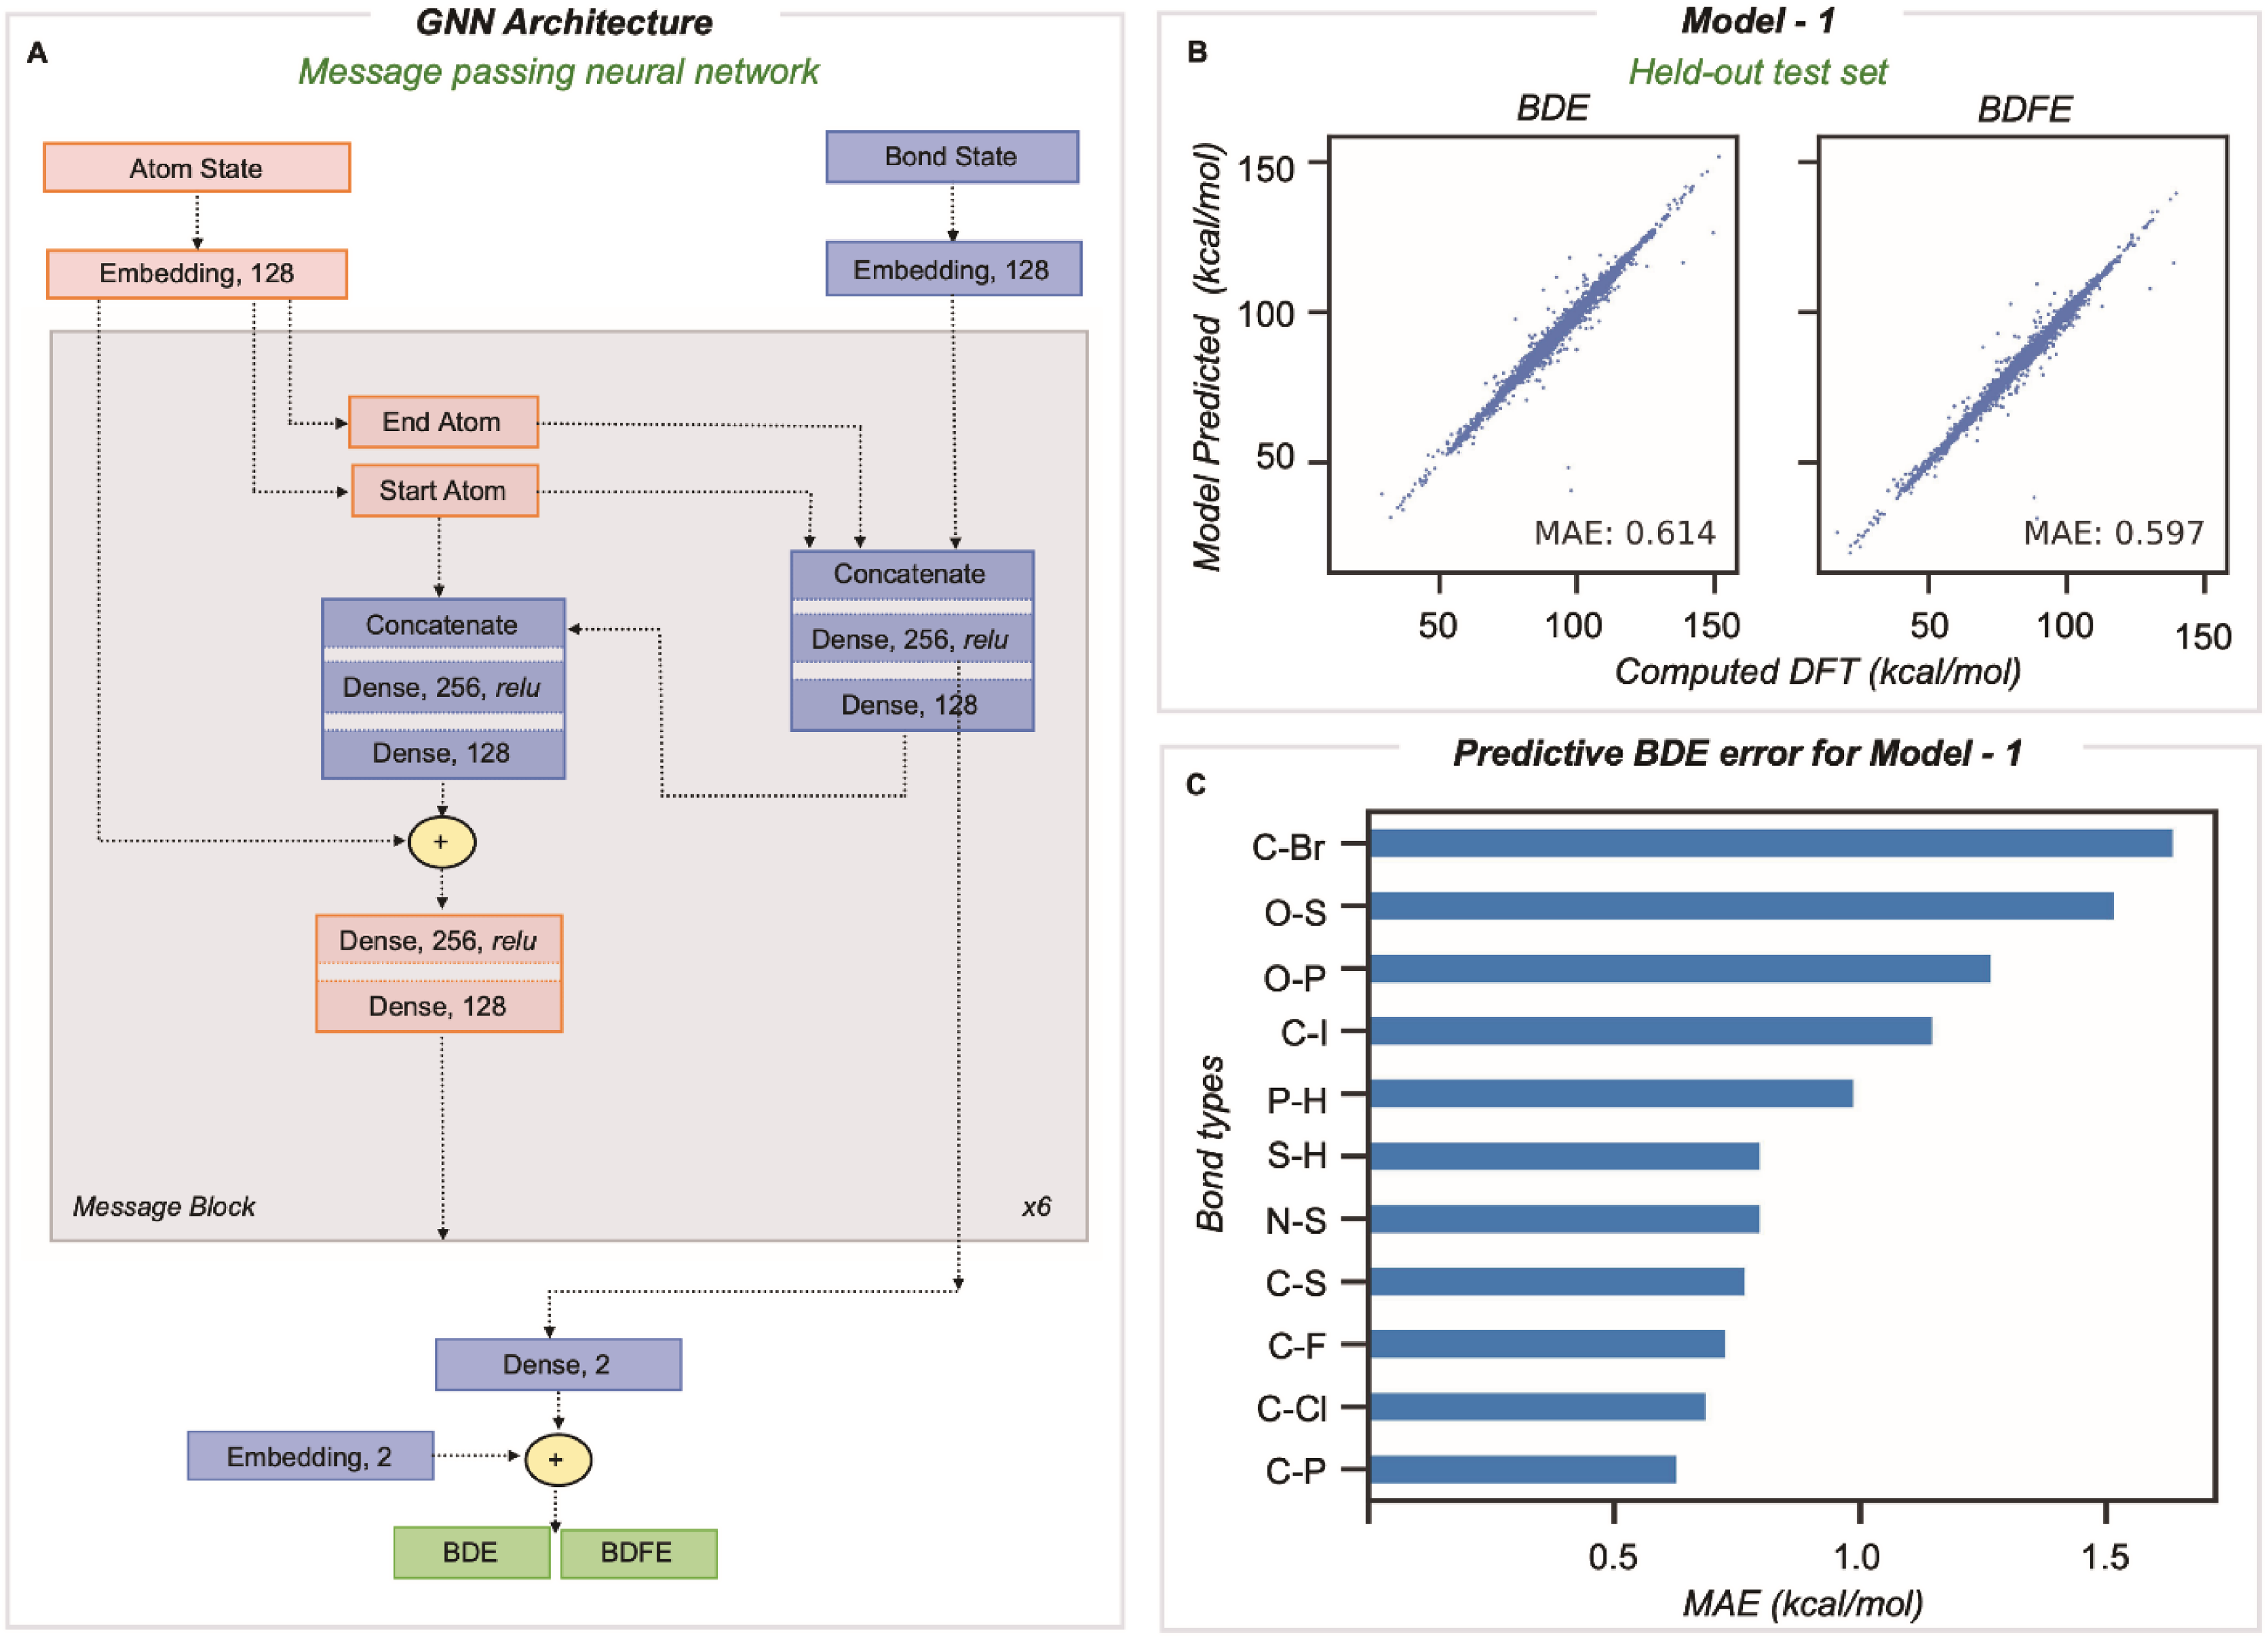 GNN Architecture
A
Message passing neural network
Atom State
Bond State
Embedding, 128
Embedding, 128
End Atom
Start Atom
Concatenate
Dense, 256, relu
Dense, 128
Concatenate
Dense, 256, relu
Dense, 128
+
Dense, 256, relu
Dense, 128
Message Block
x6
Dense, 2
Embedding, 2
+
BDE
BDFE
Model - 1
B
Held-out test set
BDE
BDFE
Model Predicted (kcal/mol)
150
100
50
MAE: 0.614
MAE: 0.597
50
100
150
50
100
150
Computed DFT (kcal/mol)
Predictive BDE error for Model - 1
C
Bond types
C-Br
O-S
O-P
C-I
P-H
S-H
N-S
C-S
C-F
C-Cl
C-P
0.5
1.0
1.5
MAE (kcal/mol)